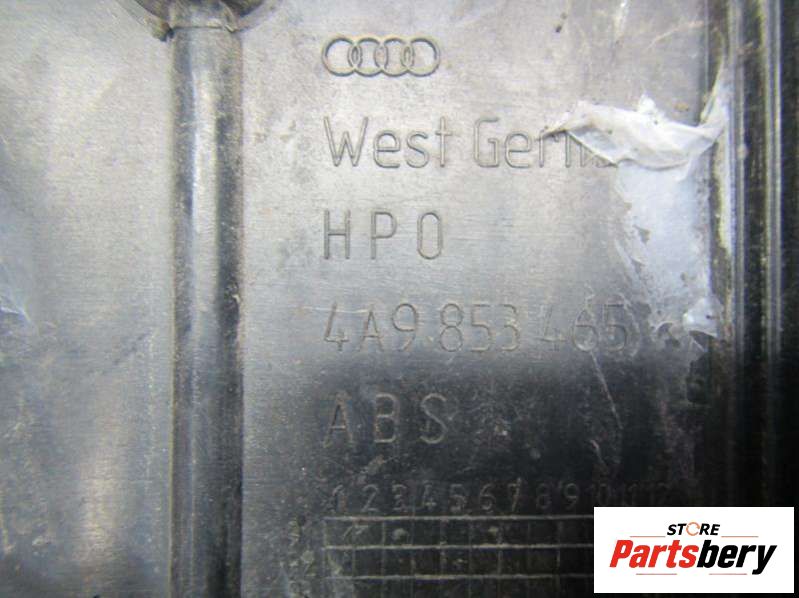 West Germ
HPO
4A9 853 465
ABS
1 2 3 4 5 6 7 8 9 10 11 12
STORE
Partsbery